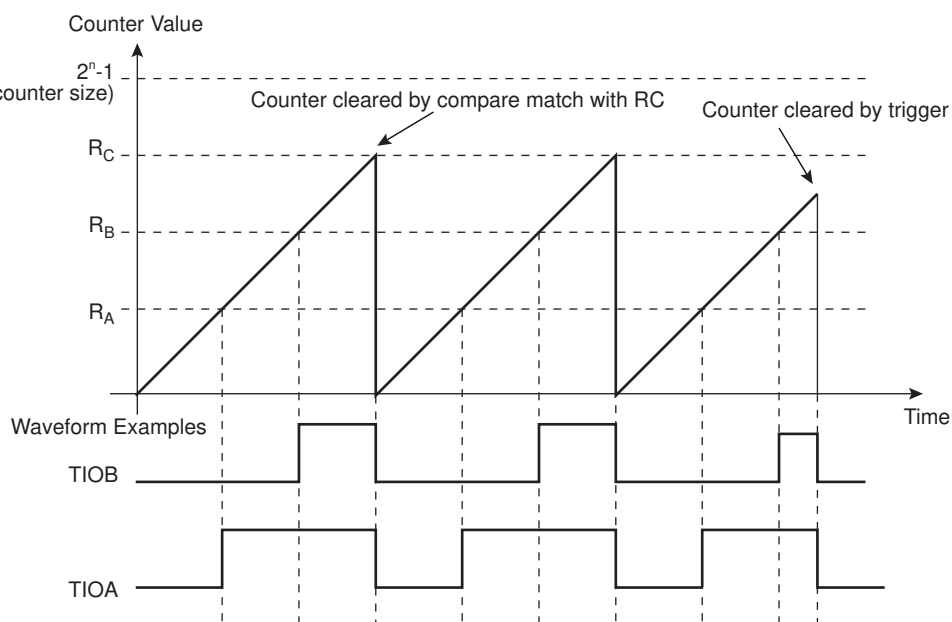 Counter Value
2ⁿ-1
counter size)
Counter cleared by compare match with RC
Counter cleared by trigger
R_C
R_B
R_A
Time
Waveform Examples
TIOB
TIOA